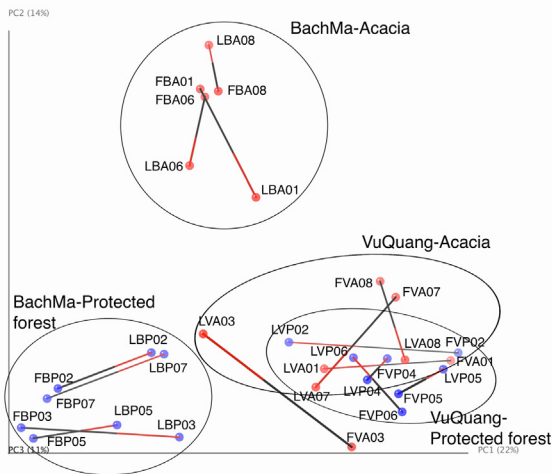 PC2 (14%)
BachMa-Acacia
LBA08
FBA01
FBA08
FBA06
LBA06
LBA01
VuQuang-Acacia
FVA08
FVA07
BachMa-Protected
forest
LVA03
LVP02
LBP02
LBP07
LVP06
LVA08
FVP02
FVA01
LVA01
FVP04
LVP05
FBP02
FBP07
LVA07
LVP04
FVP05
FBP03
LBP05
LBP03
FVP06
VuQuang-
Protected forest
FBP05
FVA03
PC3 (11%)
PC1 (22%)